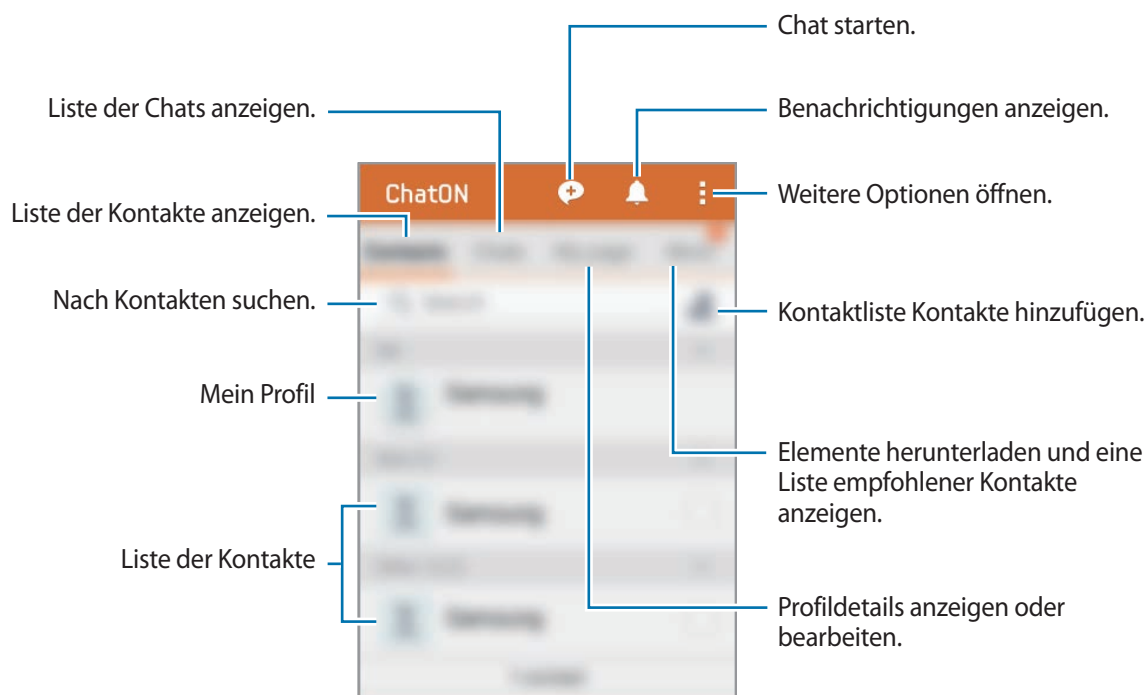 Chat starten.
Liste der Chats anzeigen.
Benachrichtigungen anzeigen.
ChatON
Weitere Optionen öffnen.
Liste der Kontakte anzeigen.
Nach Kontakten suchen.
Kontaktliste Kontakte hinzufügen.
Mein Profil
Elemente herunterladen und eine
Liste empfohlener Kontakte
anzeigen.
Liste der Kontakte
Profildetails anzeigen oder
bearbeiten.